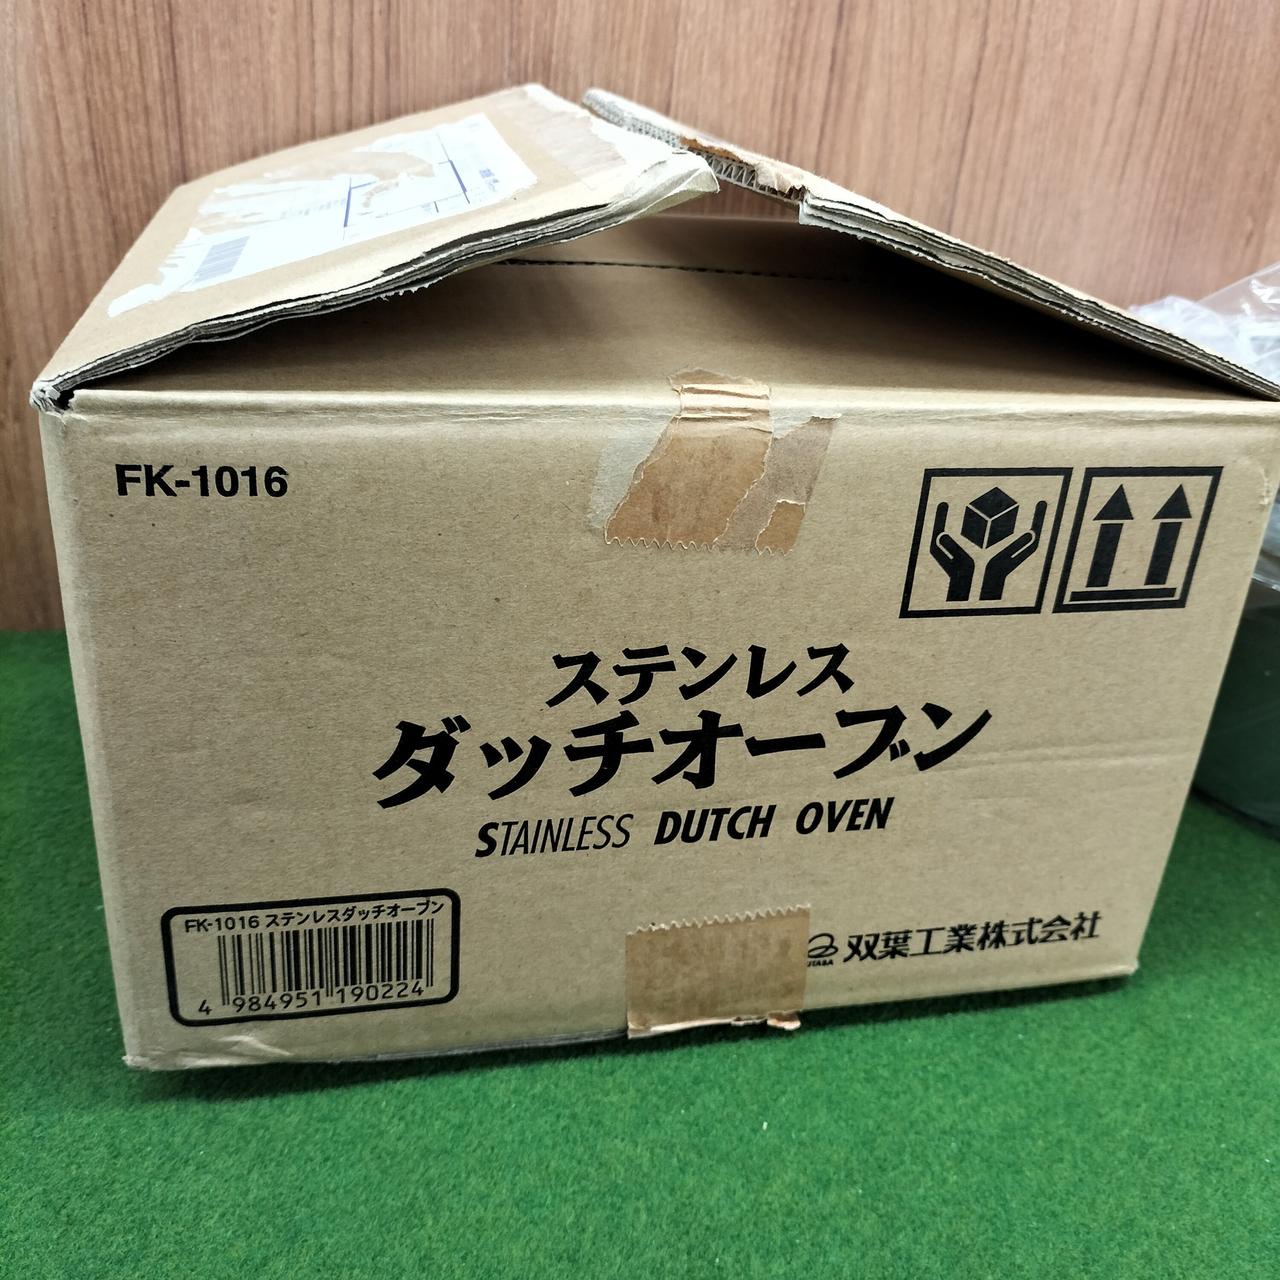 FK-1016
ステンレス
ダッチオーブン
STAINLESS DUTCH OVEN
FK-1016 ステンレスダッチオーブン
4 984951 190224
双葉工業株式会社